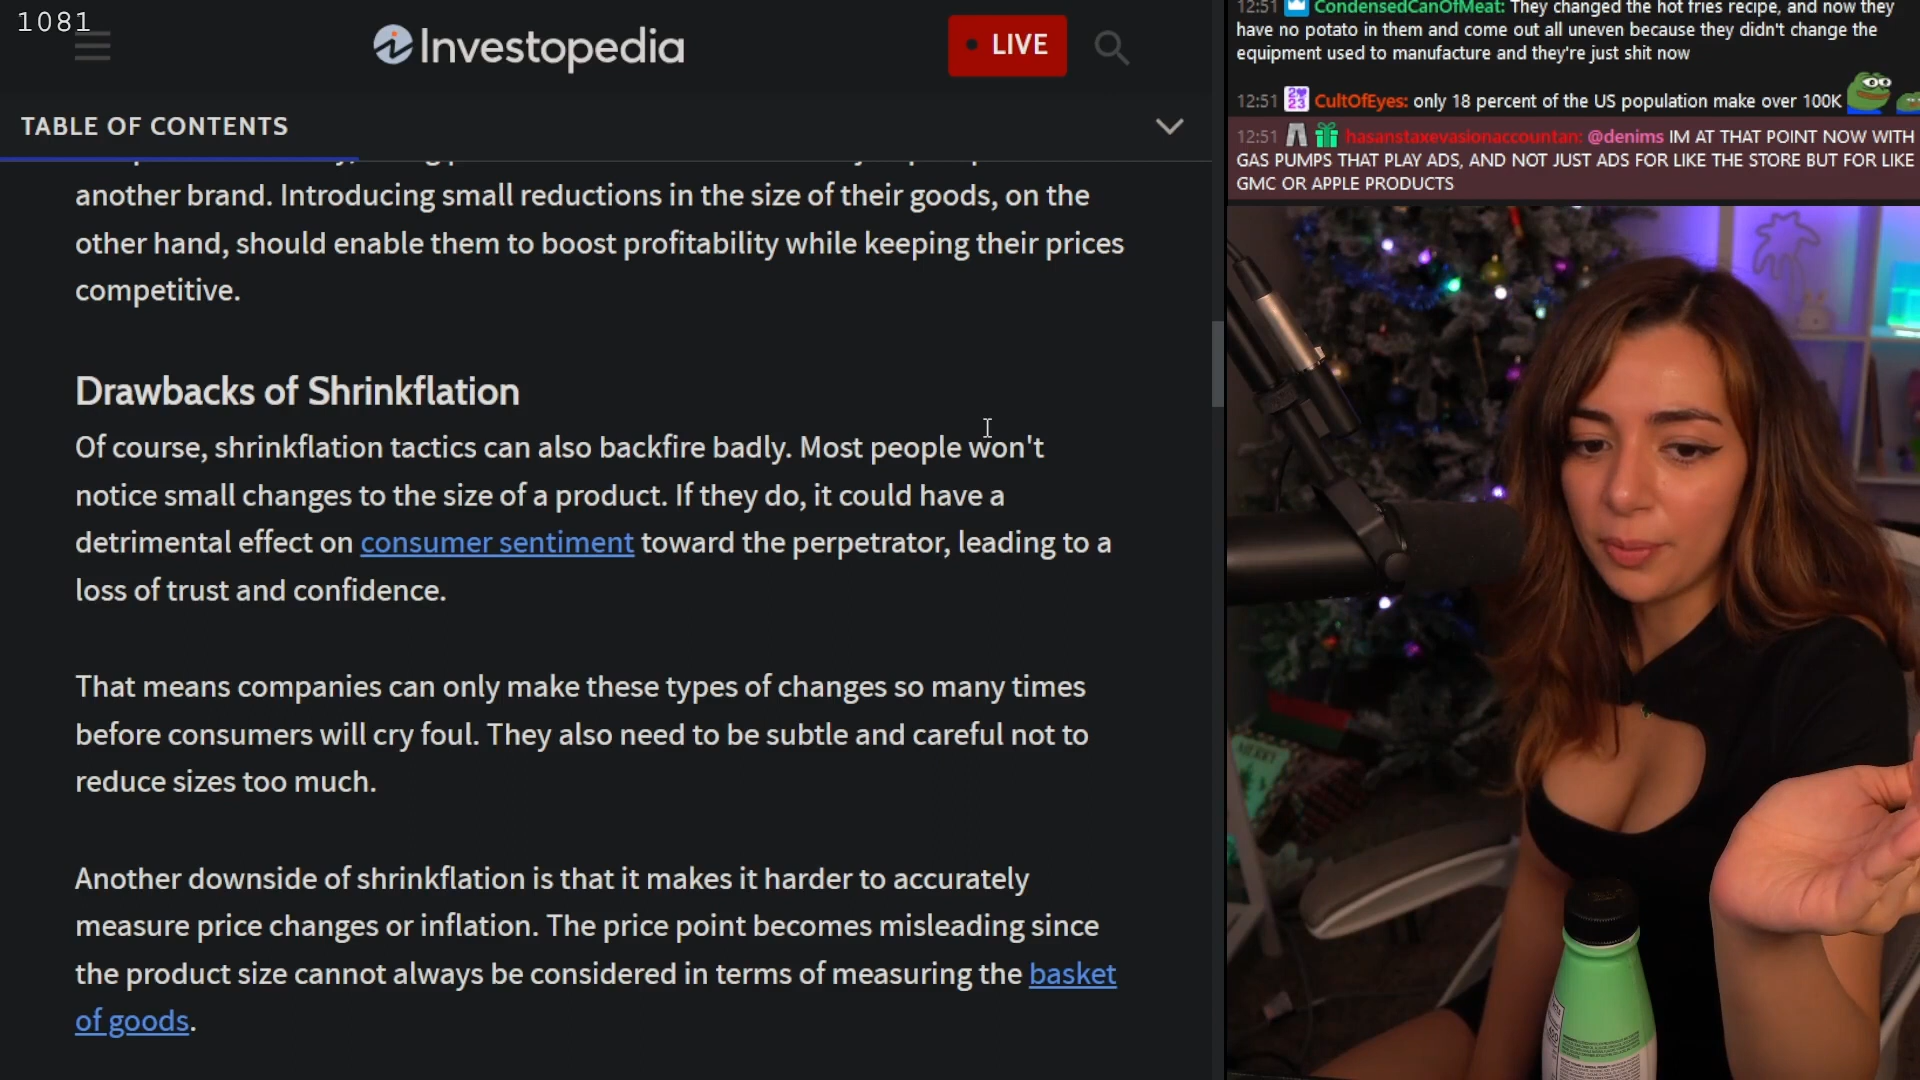 1081
Investopedia
LIVE
TABLE OF CONTENTS
another brand. Introducing small reductions in the size of their goods, on the
other hand, should enable them to boost profitability while keeping their prices
competitive.
Drawbacks of Shrinkflation
Of course, shrinkflation tactics can also backfire badly. Most people won't
notice small changes to the size of a product. If they do, it could have a
detrimental effect on consumer sentiment toward the perpetrator, leading to a
loss of trust and confidence.
That means companies can only make these types of changes so many times
before consumers will cry foul. They also need to be subtle and careful not to
reduce sizes too much.
Another downside of shrinkflation is that it makes it harder to accurately
measure price changes or inflation. The price point becomes misleading since
the product size cannot always be considered in terms of measuring the basket
of goods.
12:51 CondensedCanOfMeat: They changed the hot fries recipe, and now they
have no potato in them and come out all uneven because they didn't change the
equipment used to manufacture and they're just shit now
12:51 CultOfEyes: only 18 percent of the US population make over 100K
12:51 hasanstaxevasionaccountan: @denims IM AT THAT POINT NOW WITH
GAS PUMPS THAT PLAY ADS, AND NOT JUST ADS FOR LIKE THE STORE BUT FOR LIKE
GMC OR APPLE PRODUCTS
MERRY